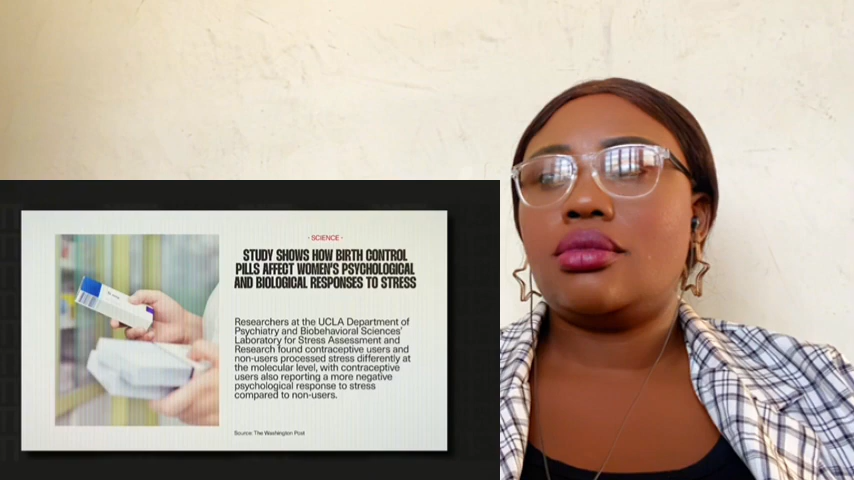 · SCIENCE ·
STUDY SHOWS HOW BIRTH CONTROL
PILLS AFFECT WOMEN'S PSYCHOLOGICAL
AND BIOLOGICAL RESPONSES TO STRESS
Researchers at the UCLA Department of
Psychiatry and Biobehavioral Sciences'
Laboratory for Stress Assessment and
Research found contraceptive users and
non-users processed stress differently at
the molecular level, with contraceptive
users also reporting a more negative
psychological response to stress
compared to non-users.
Source: The Washington Post